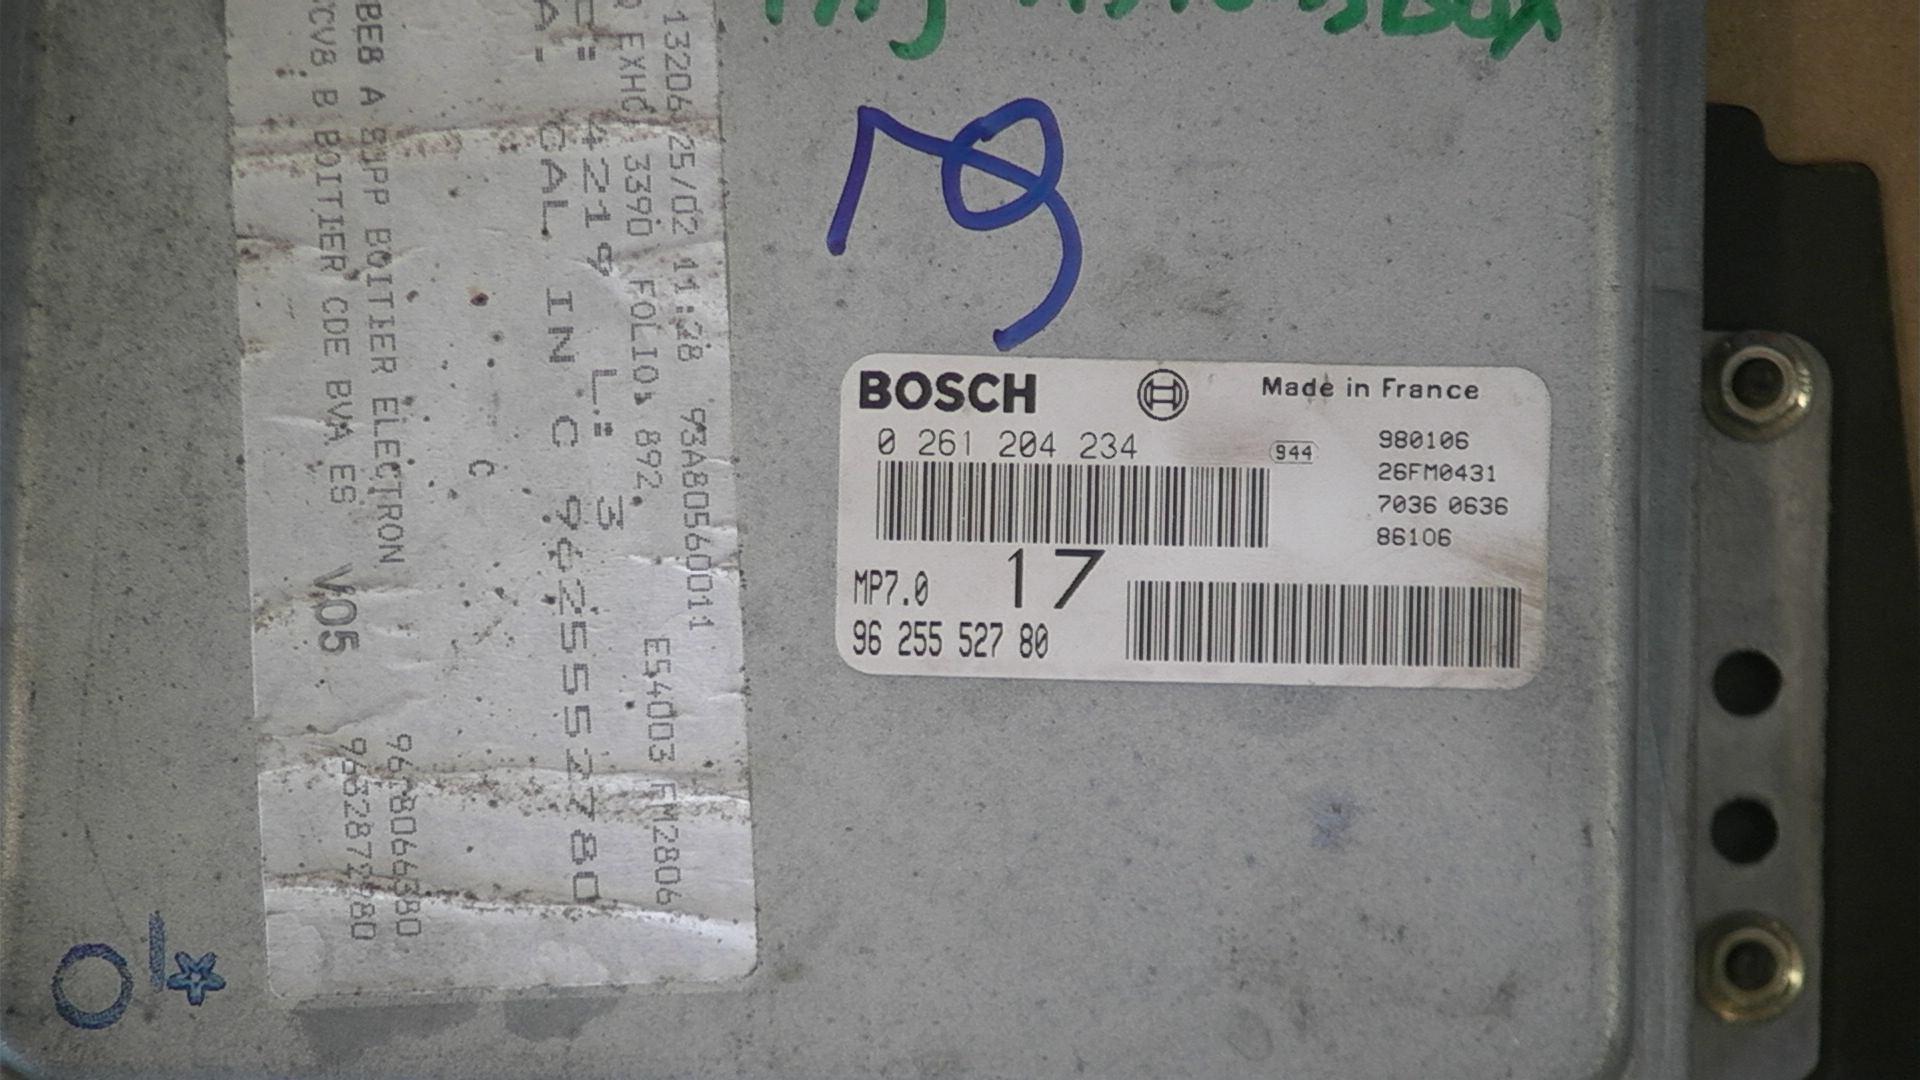 BOSCH
Made in France
0 261 204 234
944
980106
26FM0431
7036 0636
86106
MP7.0
17
96 255 527 80
13206 25/02 11:28 93A80560011
EXHC 3390 FOLIO: 892 E54003 FM2806
4219 L: 3
CAL IN C 9625552780
C
BE8 A SUPP BOITIER ELECTRON
CV8 B BOITIER CDE BVA ES V05